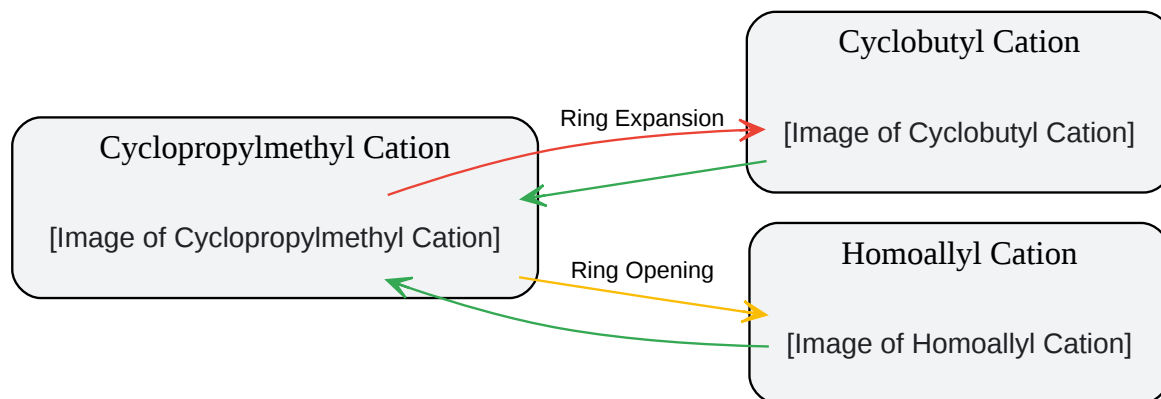 Cyclobutyl Cation
[Image of Cyclobutyl Cation]
Ring Expansion
Cyclopropylmethyl Cation
[Image of Cyclopropylmethyl Cation]
Ring Opening
Homoallyl Cation
[Image of Homoallyl Cation]